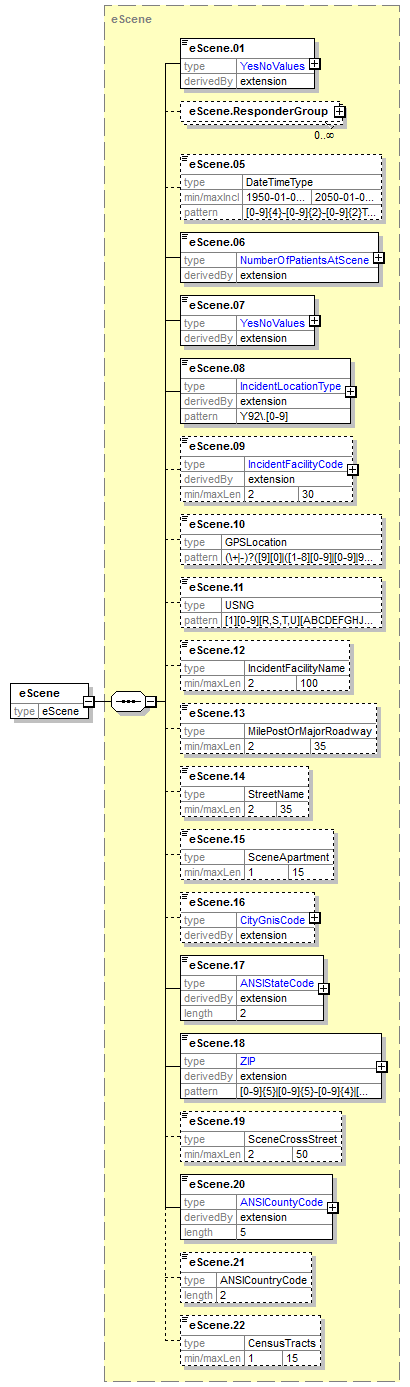 eScene
eScene.01
type YesNoValues
derivedBy extension
eScene.ResponderGroup
0..∞
eScene.05
type DateTimeType
min/maxIncl 1950-01-0... 2050-01-0...
pattern [0-9]{4}-[0-9]{2}-[0-9]{2}T...
eScene.06
type NumberOfPatientsAtScene
derivedBy extension
eScene.07
type YesNoValues
derivedBy extension
eScene.08
type IncidentLocationType
derivedBy extension
pattern Y92\.[0-9]
eScene.09
type IncidentFacilityCode
derivedBy extension
min/maxLen 2 30
eScene.10
type GPSLocation
pattern (\+|-)?([9][0]|([1-8][0-9]|[0-9]|9...
eScene.11
type USNG
pattern [1][0-9][R,S,T,U][ABCDEFGHJ...
eScene.12
type IncidentFacilityName
min/maxLen 2 100
eScene
type eScene
eScene.13
type MilePostOrMajorRoadway
min/maxLen 2 35
eScene.14
type StreetName
min/maxLen 2 35
eScene.15
type SceneApartment
min/maxLen 1 15
eScene.16
type CityGnisCode
derivedBy extension
eScene.17
type ANSIStateCode
derivedBy extension
length 2
eScene.18
type ZIP
derivedBy extension
pattern [0-9]{5}|[0-9]{5}-[0-9]{4}|[...
eScene.19
type SceneCrossStreet
min/maxLen 2 50
eScene.20
type ANSICountyCode
derivedBy extension
length 5
eScene.21
type ANSICountryCode
length 2
eScene.22
type CensusTracts
min/maxLen 1 15